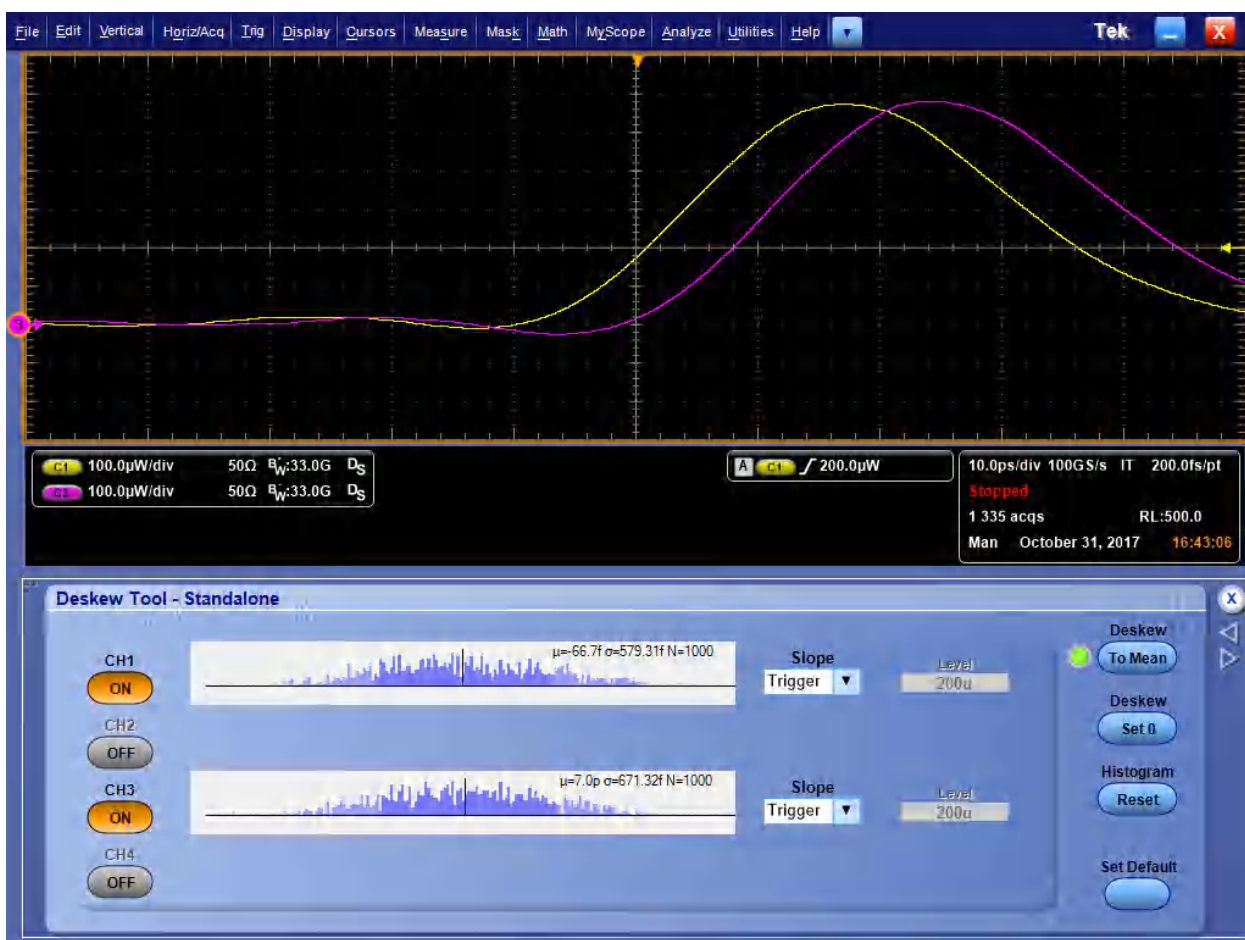 File Edit Vertical Horiz/Acq Trig Display Cursors Measure Mask Math MyScope Analyze Utilities Help Tek X
3
C1 100.0µW/div 50Ω BW:33.0G DS
C3 100.0µW/div 50Ω BW:33.0G DS
A C1 200.0µW
10.0ps/div 100GS/s IT 200.0fs/pt
Stopped
1 335 acqs RL:500.0
Man October 31, 2017 16:43:06
Deskew Tool - Standalone X
CH1
ON
µ=-66.7f σ=579.31f N=1000
Slope
Trigger
Level
200u
CH2
OFF
CH3
ON
µ=7.0p σ=671.32f N=1000
Slope
Trigger
Level
200u
CH4
OFF
Deskew
To Mean
Deskew
Set 0
Histogram
Reset
Set Default